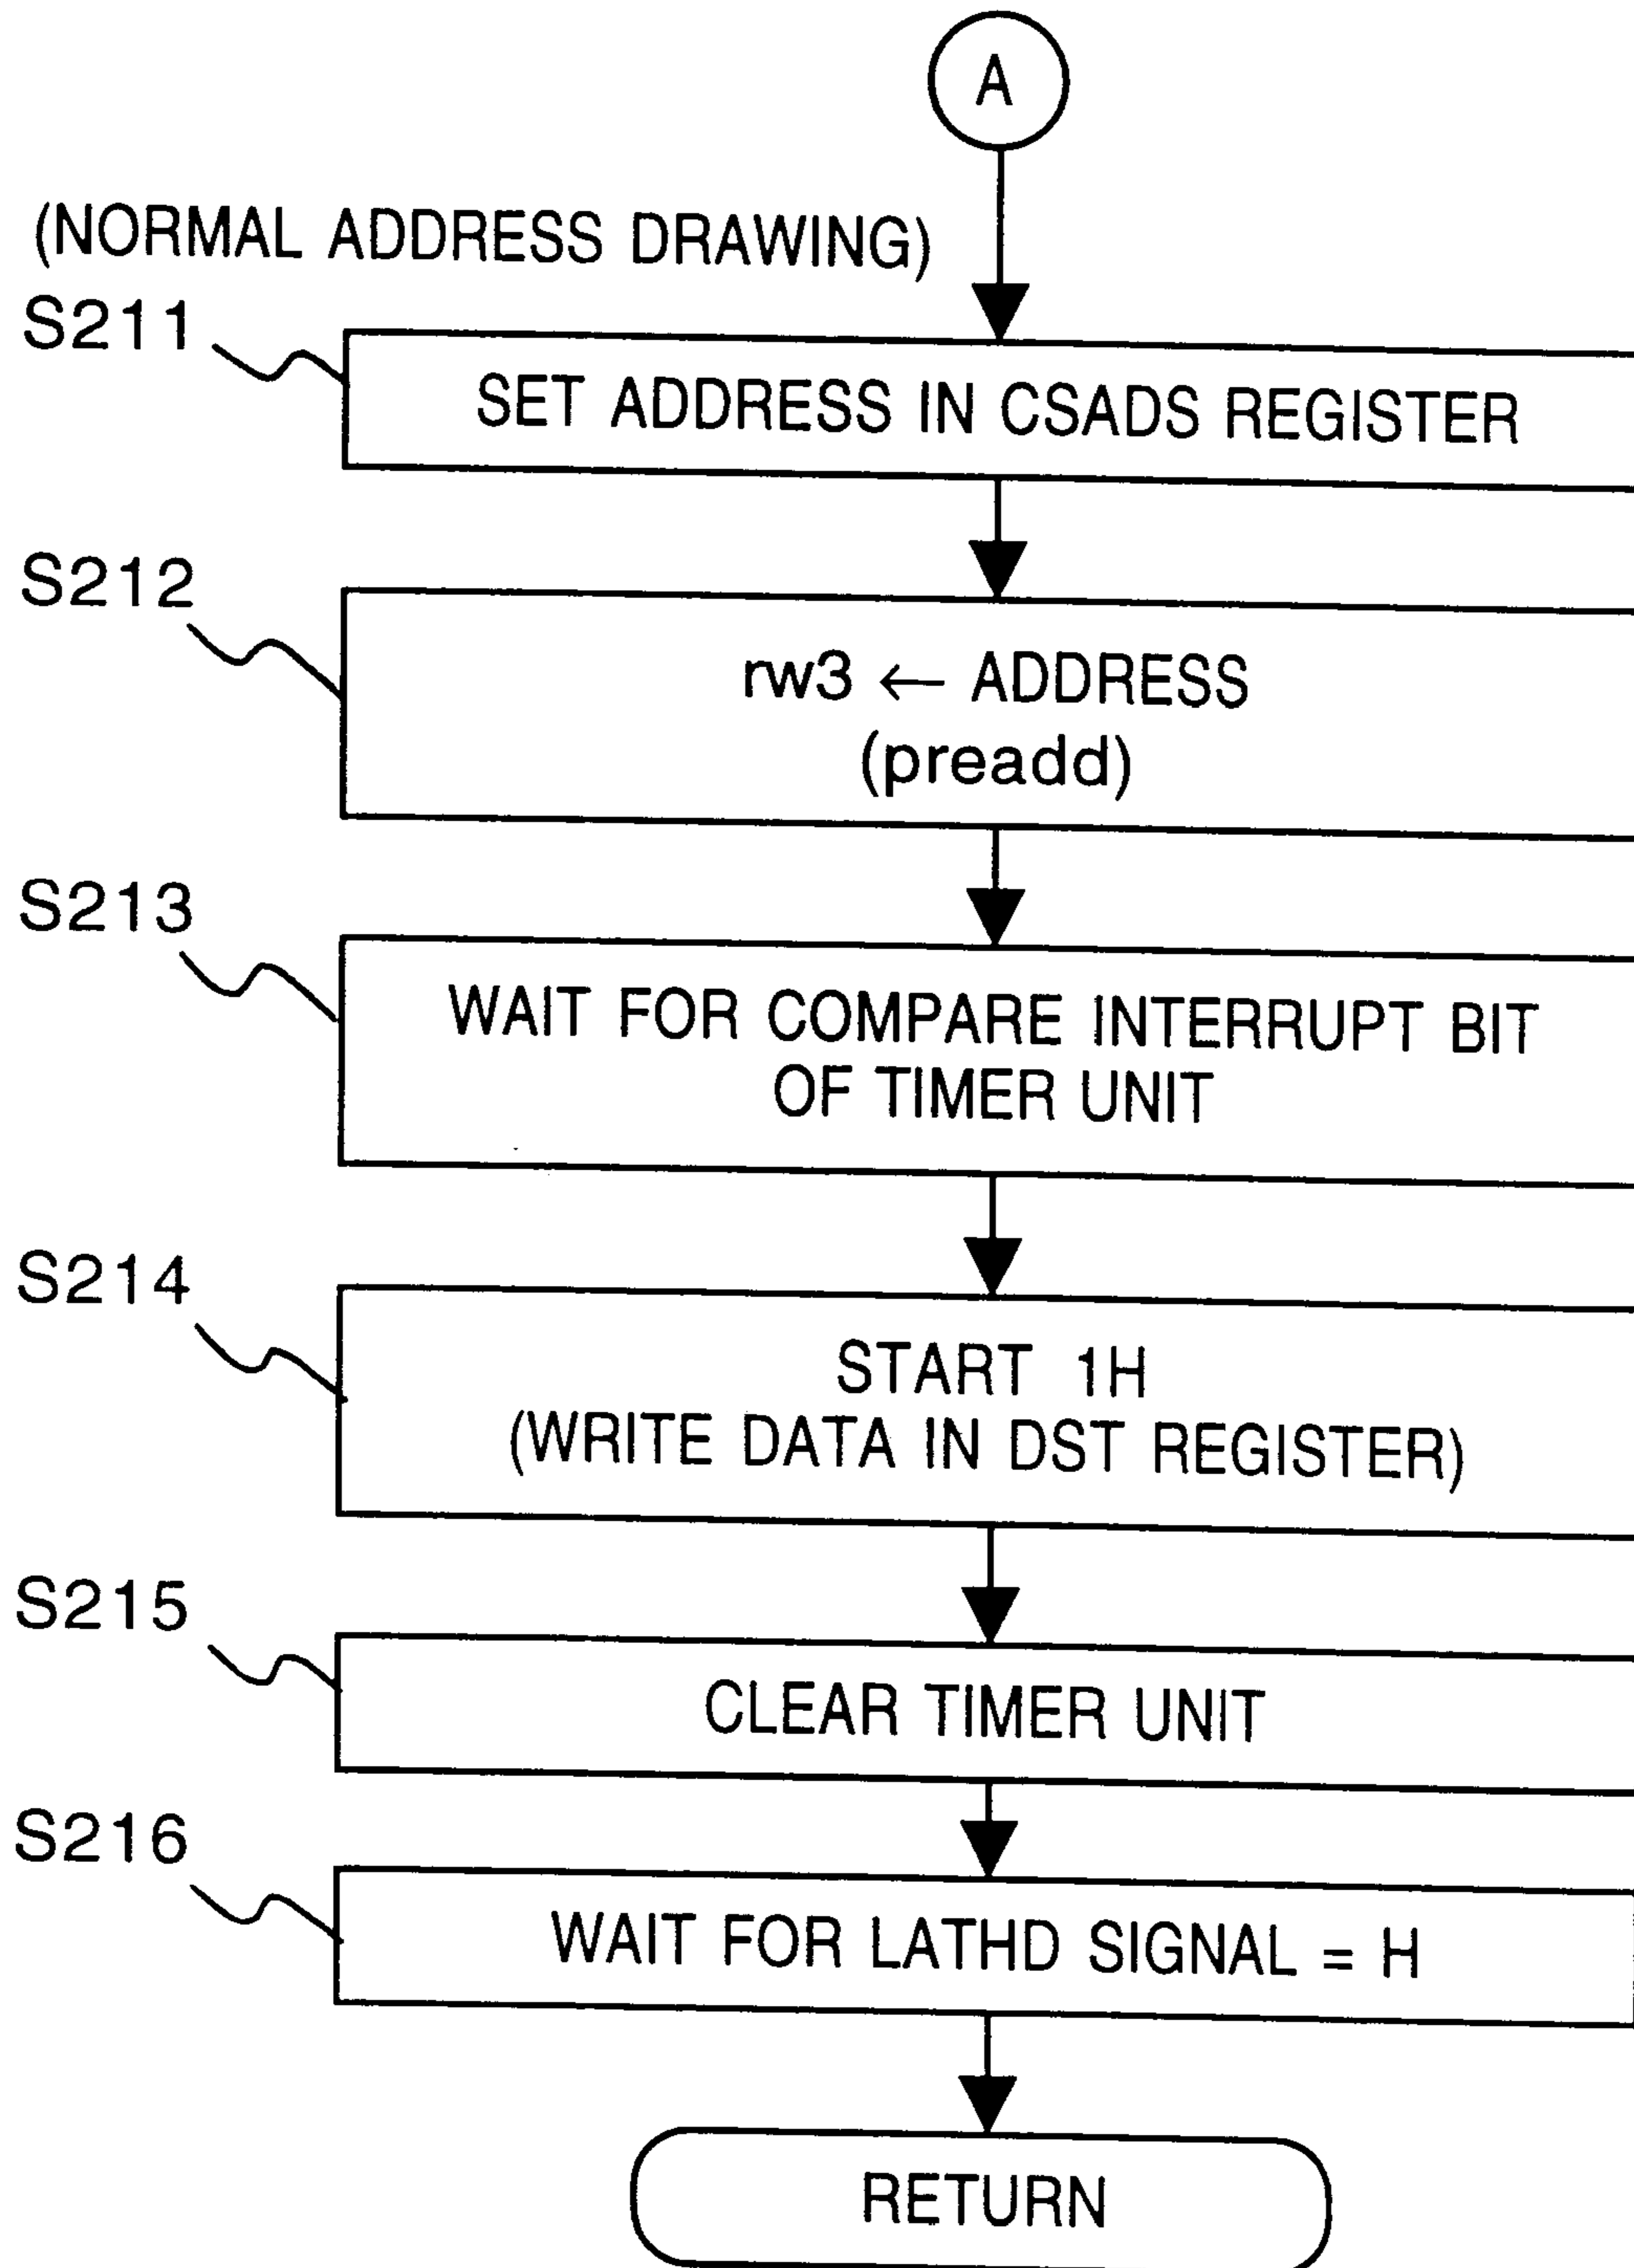 A
(NORMAL ADDRESS DRAWING)
S211
SET ADDRESS IN CSADS REGISTER
S212
rw3 ← ADDRESS
(preadd)
S213
WAIT FOR COMPARE INTERRUPT BIT
OF TIMER UNIT
S214
START 1H
(WRITE DATA IN DST REGISTER)
S215
CLEAR TIMER UNIT
S216
WAIT FOR LATHD SIGNAL = H
RETURN